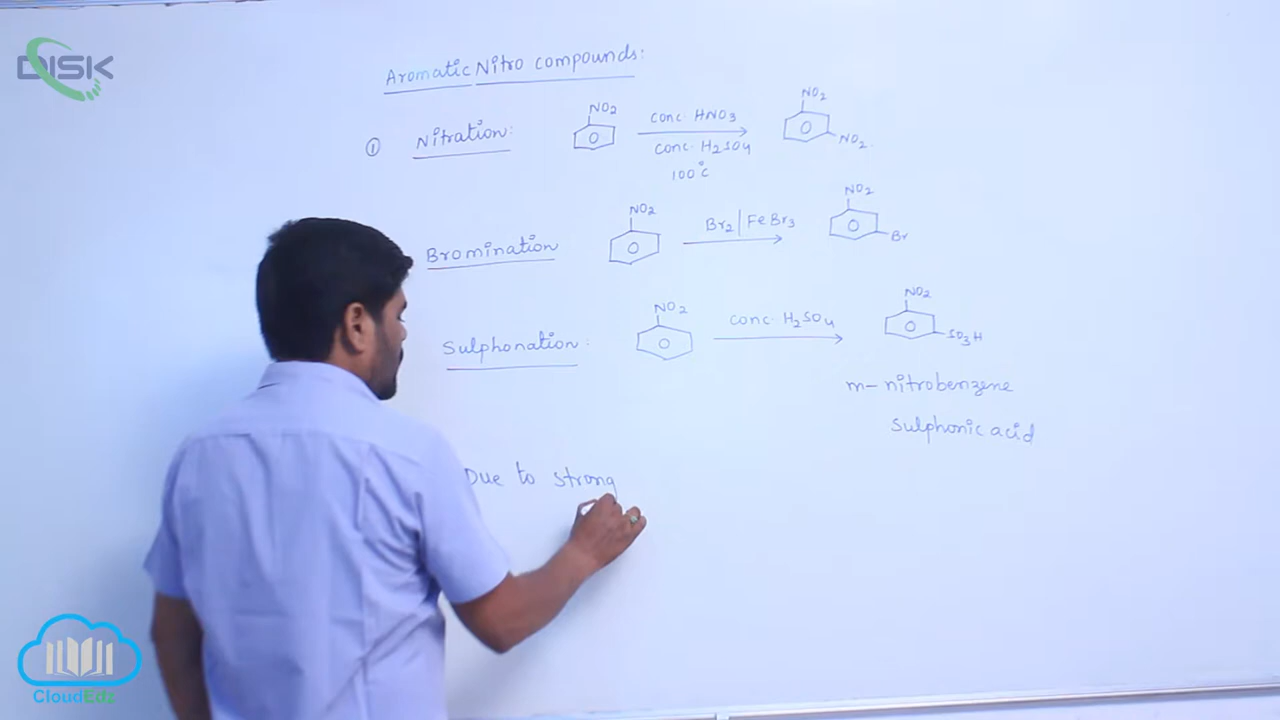 DISK
Aromatic Nitro compounds:
① Nitration: NO2 conc. HNO3 NO2
conc. H2SO4 NO2
100°C
Bromination NO2 Br2|FeBr3 NO2
Br
Sulphonation: NO2 conc. H2SO4 NO2
SO3H
m- nitrobenzene
sulphonic acid
Due to strong
CloudEdz